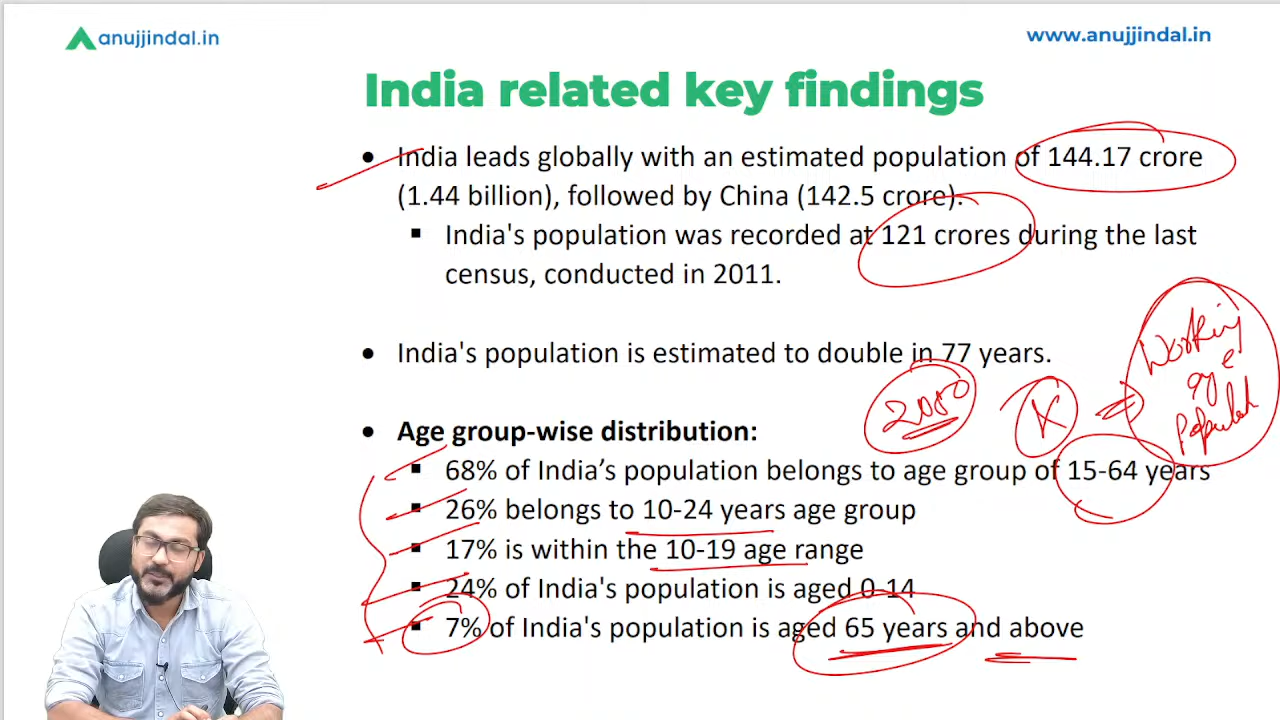 anujjindal.in
www.anujjindal.in
India related key findings
• India leads globally with an estimated population of 144.17 crore
(1.44 billion), followed by China (142.5 crore).
▪ India's population was recorded at 121 crores during the last
census, conducted in 2011.
• India's population is estimated to double in 77 years.
Working
age
2080
X
• Age group-wise distribution:
▪ 68% of India’s population belongs to age group of 15-64 years
▪ 26% belongs to 10-24 years age group
▪ 17% is within the 10-19 age range
▪ 24% of India's population is aged 0-14
▪ 7% of India's population is aged 65 years and above